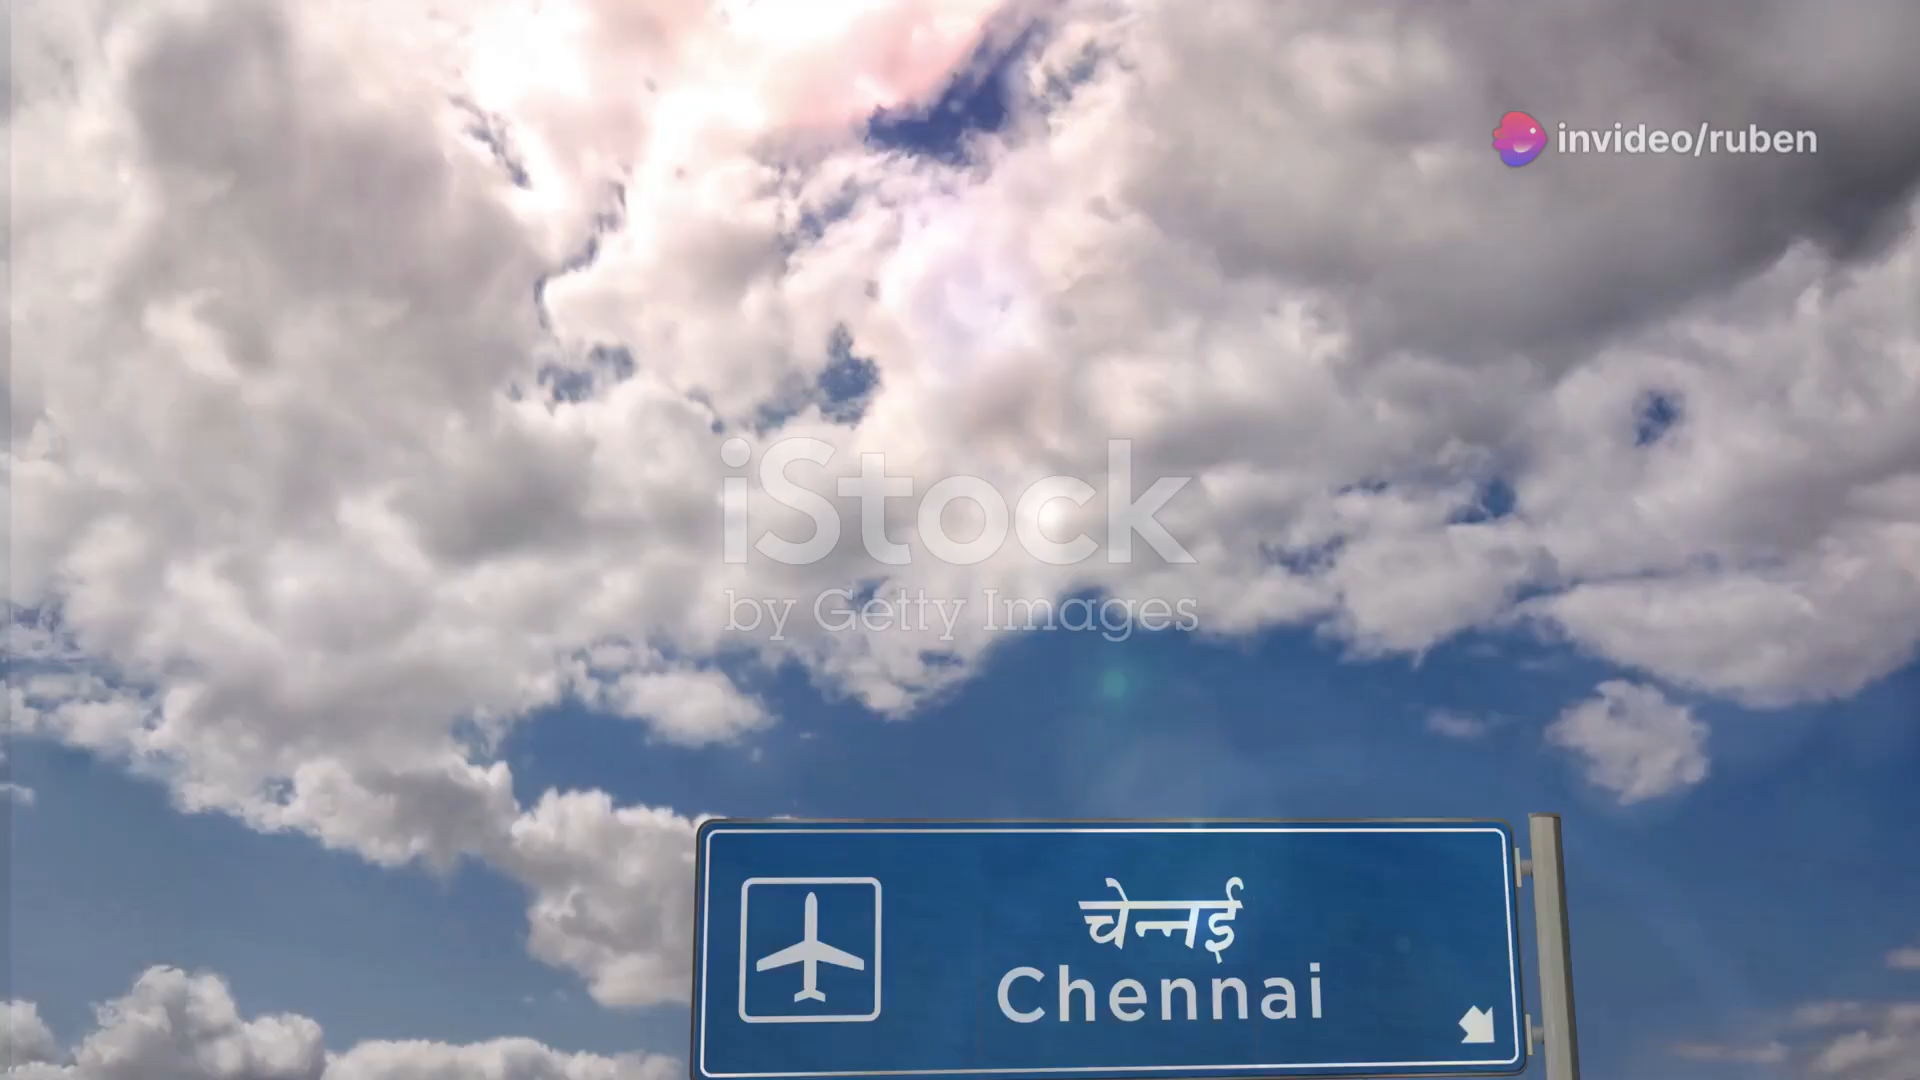 invideo/ruben
iStock
by Getty Images
चेन्नई
Chennai